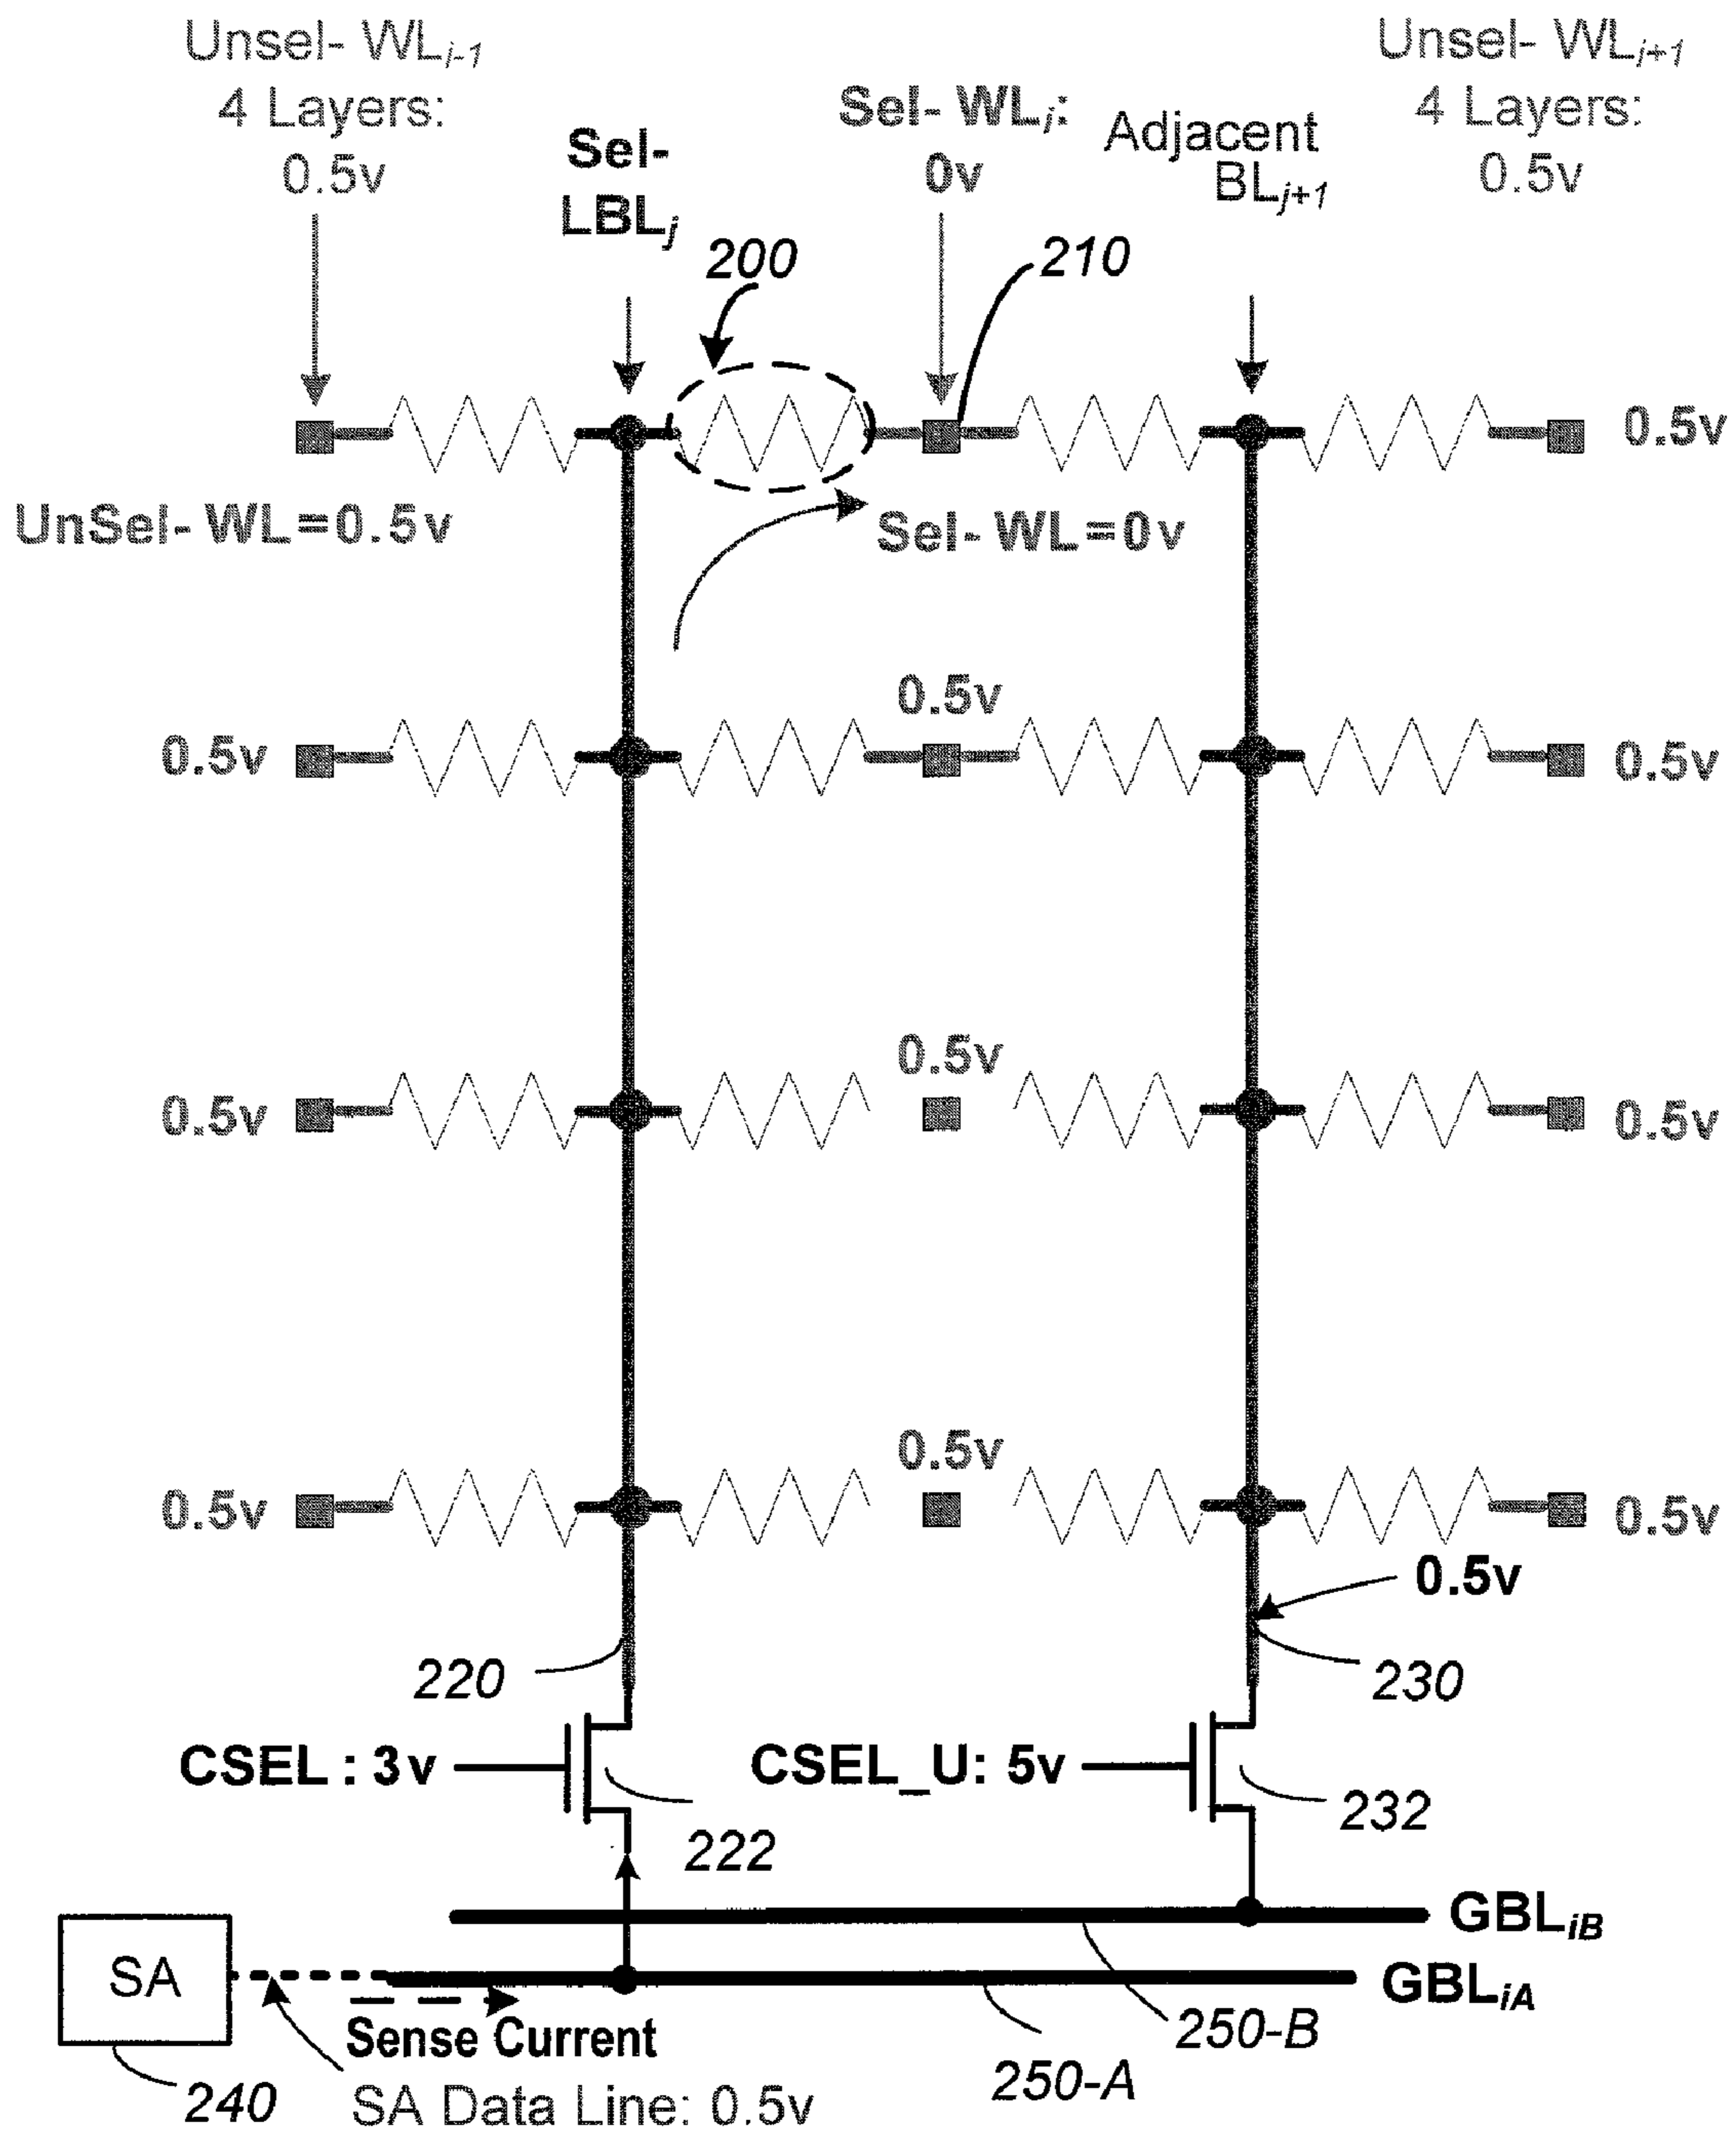 Unsel- WLj-1
4 Layers:
0.5v
Sel-
LBLj
Sel- WLj:
0v
Adjacent
BLj+1
Unsel- WLj+1
4 Layers:
0.5v
200
210
0.5v
UnSel- WL=0.5v
Sel- WL=0v
0.5v
0.5v
0.5v
0.5v
0.5v
0.5v
0.5v
0.5v
0.5v
0.5v
220
230
CSEL : 3v
CSEL_U: 5v
222
232
GBLiB
SA
GBLiA
Sense Current
250-B
240
SA Data Line: 0.5v
250-A